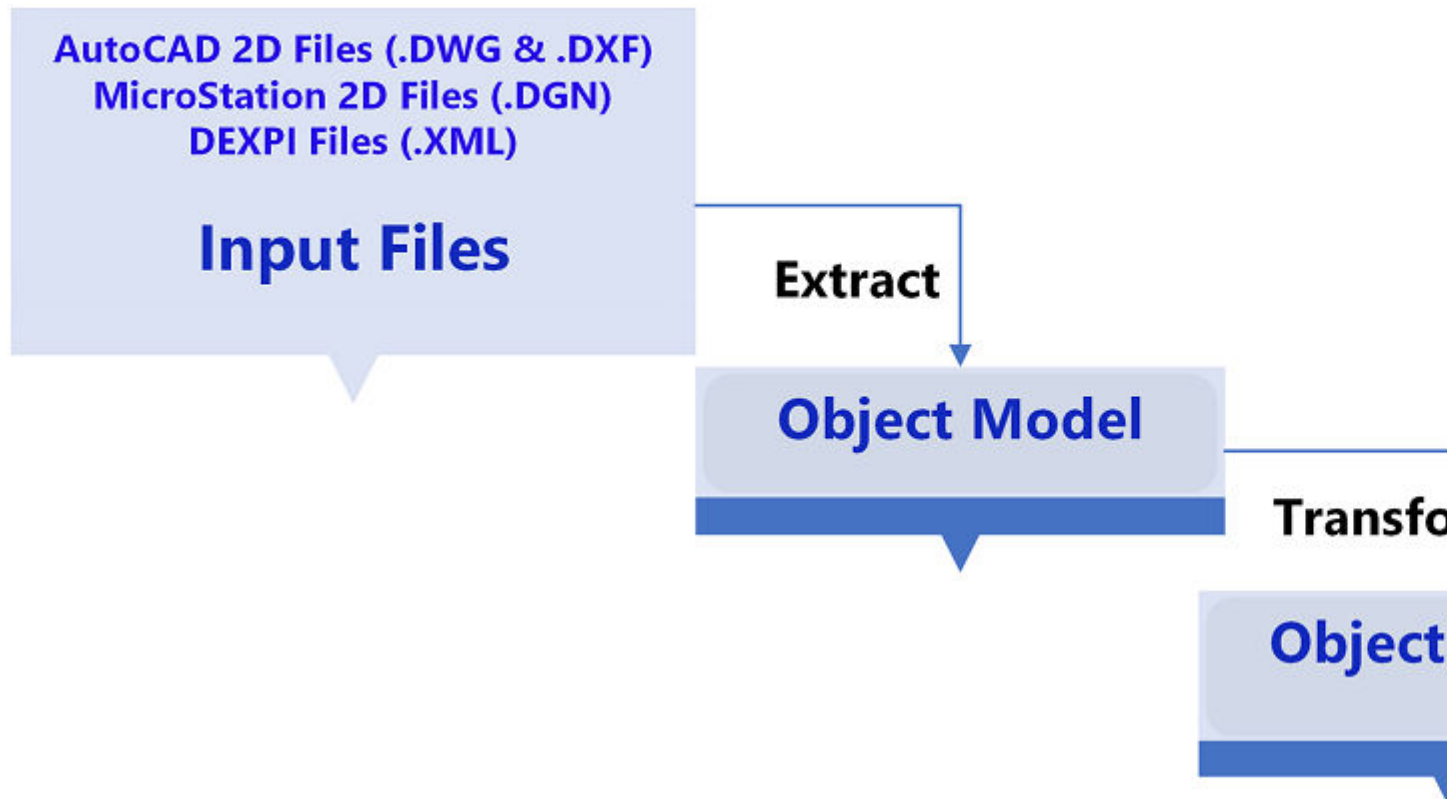 AutoCAD 2D Files (.DWG & .DXF)
MicroStation 2D Files (.DGN)
DEXPI Files (.XML)
Input Files
Extract
Object Model
Object